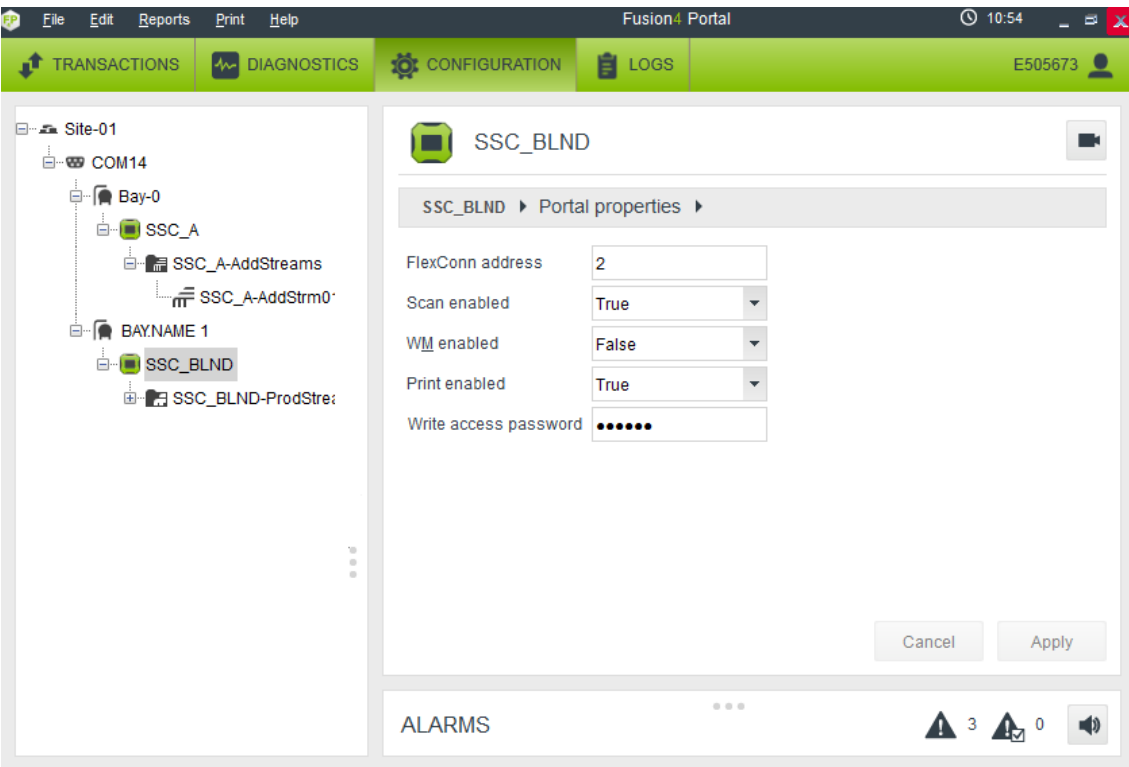 File Edit Reports Print Help Fusion4 Portal 10:54
TRANSACTIONS DIAGNOSTICS CONFIGURATION LOGS E505673
Site-01
COM14
Bay-0
SSC_A
SSC_A-AddStreams
SSC_A-AddStrm01
BAY.NAME 1
SSC_BLND
SSC_BLND-ProdStrea
SSC_BLND
SSC_BLND Portal properties
FlexConn address 2
Scan enabled True
WM enabled False
Print enabled True
Write access password ••••••
Cancel Apply
ALARMS 3 0